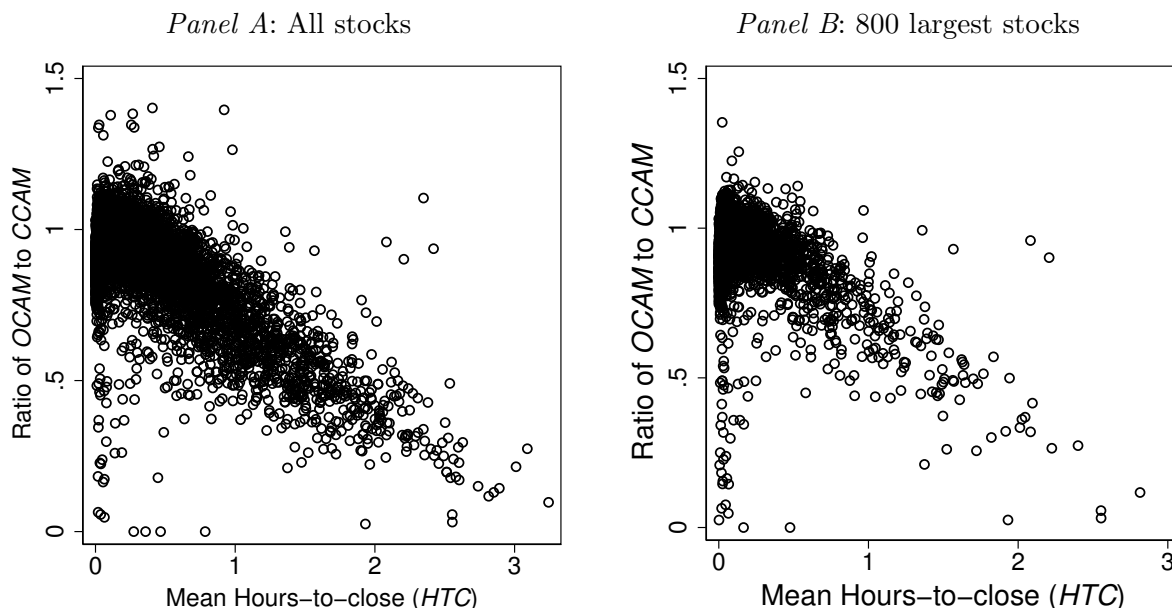 Panel A: All stocks
Ratio of OCAM to CCAM
1.5
1
.5
0
0 1 2 3
Mean Hours−to−close (HTC)
Panel B: 800 largest stocks
Ratio of OCAM to CCAM
1.5
1
.5
0
0 1 2 3
Mean Hours−to−close (HTC)